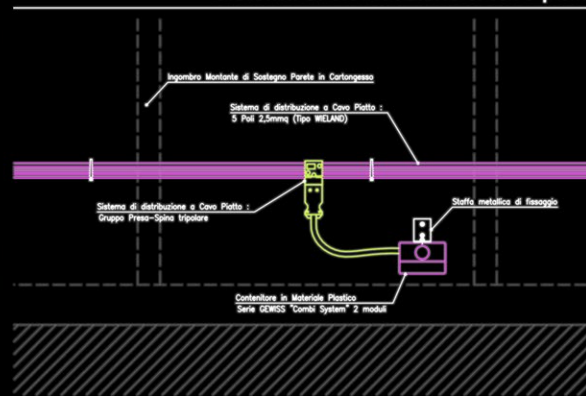 Ingombro Montante di Sostegno Parete in Cartongesso
Sistema di distribuzione a Cavo Piatto :
5 Poli 2,5mmq (Tipo WIELAND)
Sistema di distribuzione a Cavo Piatto :
Gruppo Presa-Spina tripolare
Staffa metallica di fissaggio
Contenitore in Materiale Plastico
Serie GEWISS "Combi System" 2 moduli